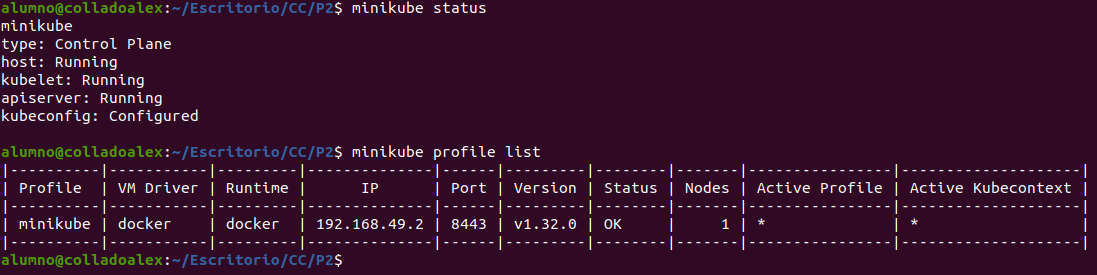 alumno@colladoalex:~/Escritorio/CC/P2$ minikube status
minikube
type: Control Plane
host: Running
kubelet: Running
apiserver: Running
kubeconfig: Configured

alumno@colladoalex:~/Escritorio/CC/P2$ minikube profile list
|----------|-----------|---------|--------------|------|---------|--------|-------|----------------|--------------------|
| Profile  | VM Driver | Runtime |      IP      | Port | Version | Status | Nodes | Active Profile | Active Kubecontext |
|----------|-----------|---------|--------------|------|---------|--------|-------|----------------|--------------------|
| minikube | docker    | docker  | 192.168.49.2 | 8443 | v1.32.0 | OK     |     1 | *              | *                  |
|----------|-----------|---------|--------------|------|---------|--------|-------|----------------|--------------------|
alumno@colladoalex:~/Escritorio/CC/P2$